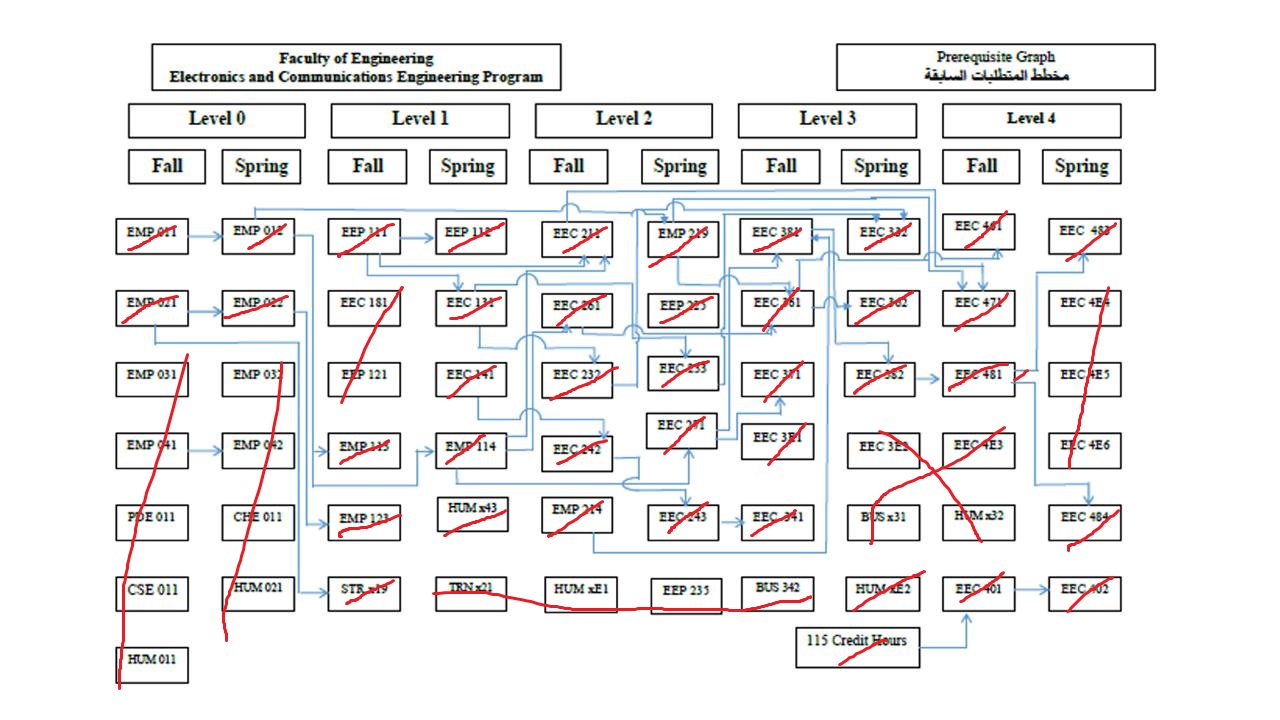 Faculty of Engineering
Electronics and Communications Engineering Program
Prerequisite Graph
مخطط المتطلبات السابقة
Level 0 Level 1 Level 2 Level 3 Level 4
Fall Spring Fall Spring Fall Spring Fall Spring Fall Spring
EMP 011 EMP 012 EEP 111 EEP 112 EEC 211 EMP 219 EEC 381 EEC 332 EEC EEC 483
EMP 021 EMP 022 EEC 181 EEC 131 EEC 261 EEP EEC 361 EEC 362 EEC 471 EEC 4E4
EMP 031 EMP 032 EEP 121 EEC 141 EEC 232 EEC 233 EEC 371 EEC 382 EEC 481 EEC 4E5
EMP 041 EMP 042 EMP EMP 114 EEC 242 EEC EEC 3E1 EEC 3E2 EEC 4E3 EEC 4E6
PDE 011 CHE 011 EMP 123 HUM x43 EMP 214 EEC 243 EEC 341 BUS x31 HUM x32 EEC 484
CSE 011 HUM 021 STR x19 TRN x21 HUM xE1 EEP 235 BUS 342 HUM xE2 EEC 401 EEC 402
115 Credit Hours
HUM 011